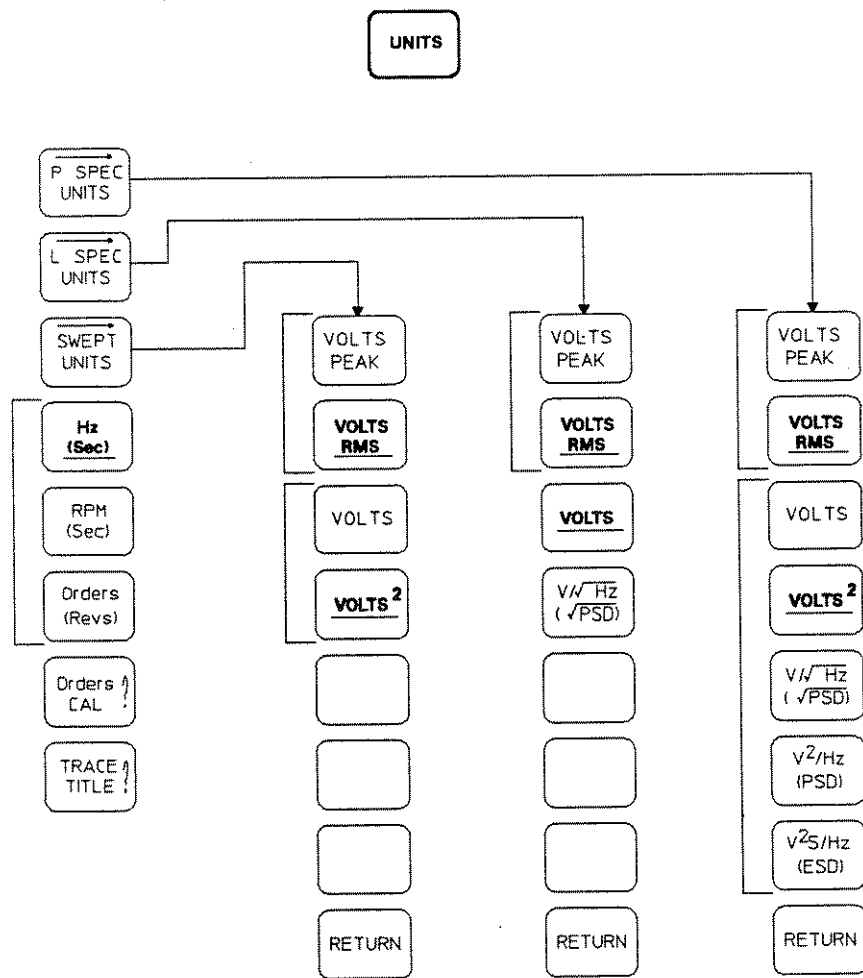 UNITS
P SPEC
UNITS
L SPEC
UNITS
SWEPT
UNITS
Hz
(Sec)
RPM
(Sec)
Orders
(Revs)
Orders
CAL
TRACE
TITLE
VOLTS
PEAK
VOLTS
RMS
VOLTS
VOLTS²
RETURN
VOLTS
PEAK
VOLTS
RMS
VOLTS
V/√Hz
(√PSD)
RETURN
VOLTS
PEAK
VOLTS
RMS
VOLTS
VOLTS²
V/√Hz
(√PSD)
V²/Hz
(PSD)
V²S/Hz
(ESD)
RETURN